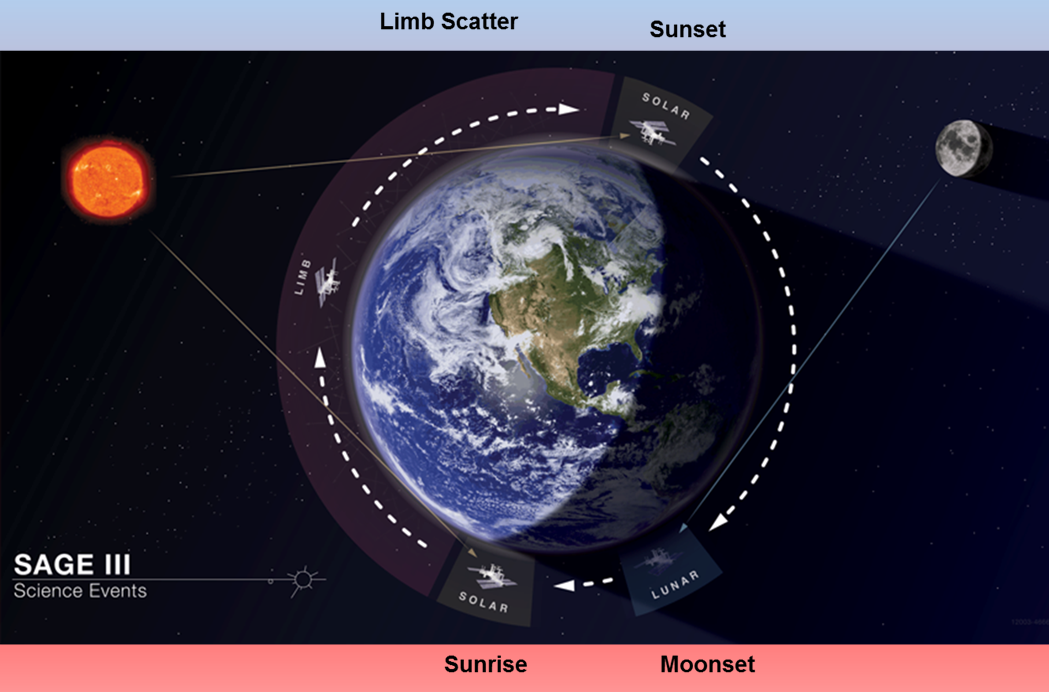 Limb Scatter
Sunset
SOLAR
LIMB
SAGE III
Science Events
SOLAR
LUNAR
Sunrise
Moonset